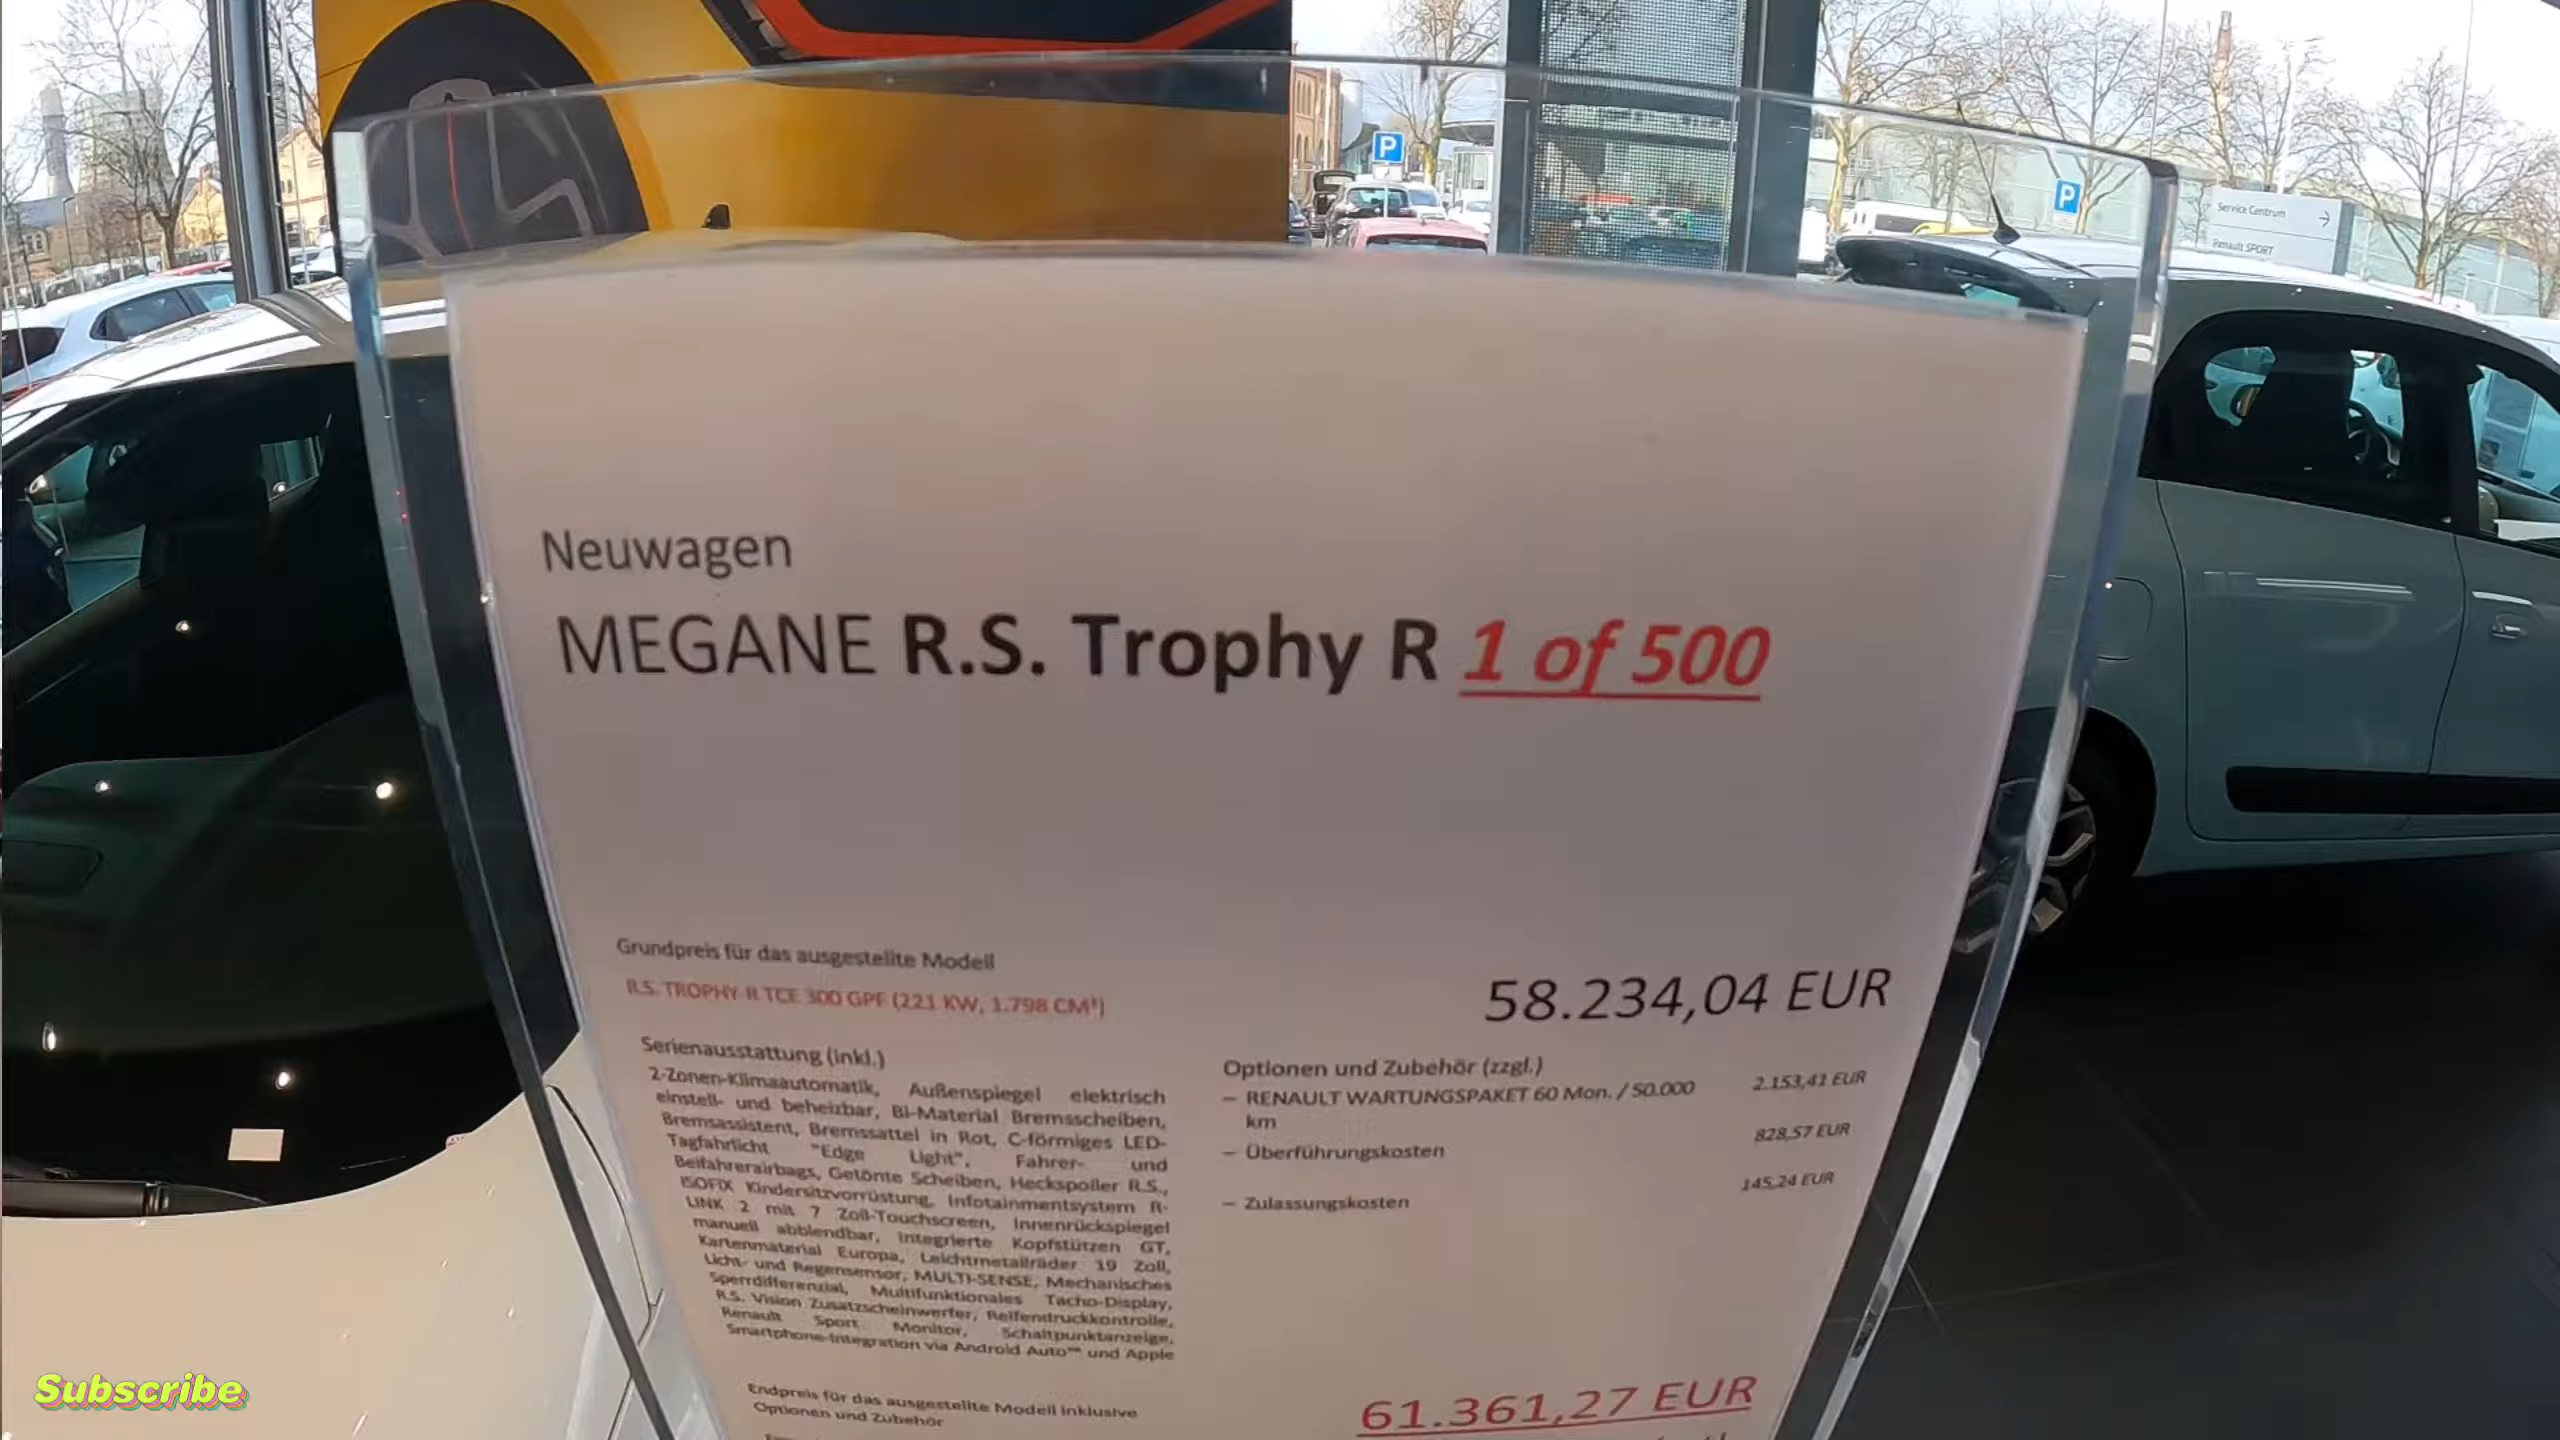 Service Centrum
Renault SPORT
Neuwagen
MEGANE R.S. Trophy R 1 of 500
Grundpreis für das ausgestellte Modell
R.S. TROPHY-R TCE 300 GPF (221 KW, 1.798 CM³)
58.234,04 EUR
Serienausstattung (inkl.)
2-Zonen-Klimaautomatik, Außenspiegel elektrisch
einstell- und beheizbar, Bi-Material Bremsscheiben,
Bremsassistent, Bremssattel in Rot, C-förmiges LED-
Tagfahrlicht "Edge Light", Fahrer- und
Beifahrerairbags, Getönte Scheiben, Heckspoiler R.S.,
ISOFIX Kindersitzvorrüstung, Infotainmentsystem R-
LINK 2 mit 7 Zoll-Touchscreen, Innenrückspiegel
manuell abblendbar, Integrierte Kopfstützen GT,
Kartenmaterial Europa, Leichtmetallräder 19 Zoll,
Licht- und Regensensor, MULTI-SENSE, Mechanisches
Sperrdifferenzial, Multifunktionales Tacho-Display,
R.S. Vision Zusatzscheinwerfer, Reifendruckkontrolle,
Renault Sport Monitor, Schaltpunktanzeige,
Smartphone-Integration via Android Auto™ und Apple
Optionen und Zubehör (zzgl.)
– RENAULT WARTUNGSPAKET 60 Mon. / 50.000 2.153,41 EUR
km
– Überführungskosten 828,57 EUR
– Zulassungskosten 145,24 EUR
Endpreis für das ausgestellte Modell inklusive
Optionen und Zubehör
61.361,27 EUR
P
P
Subscribe